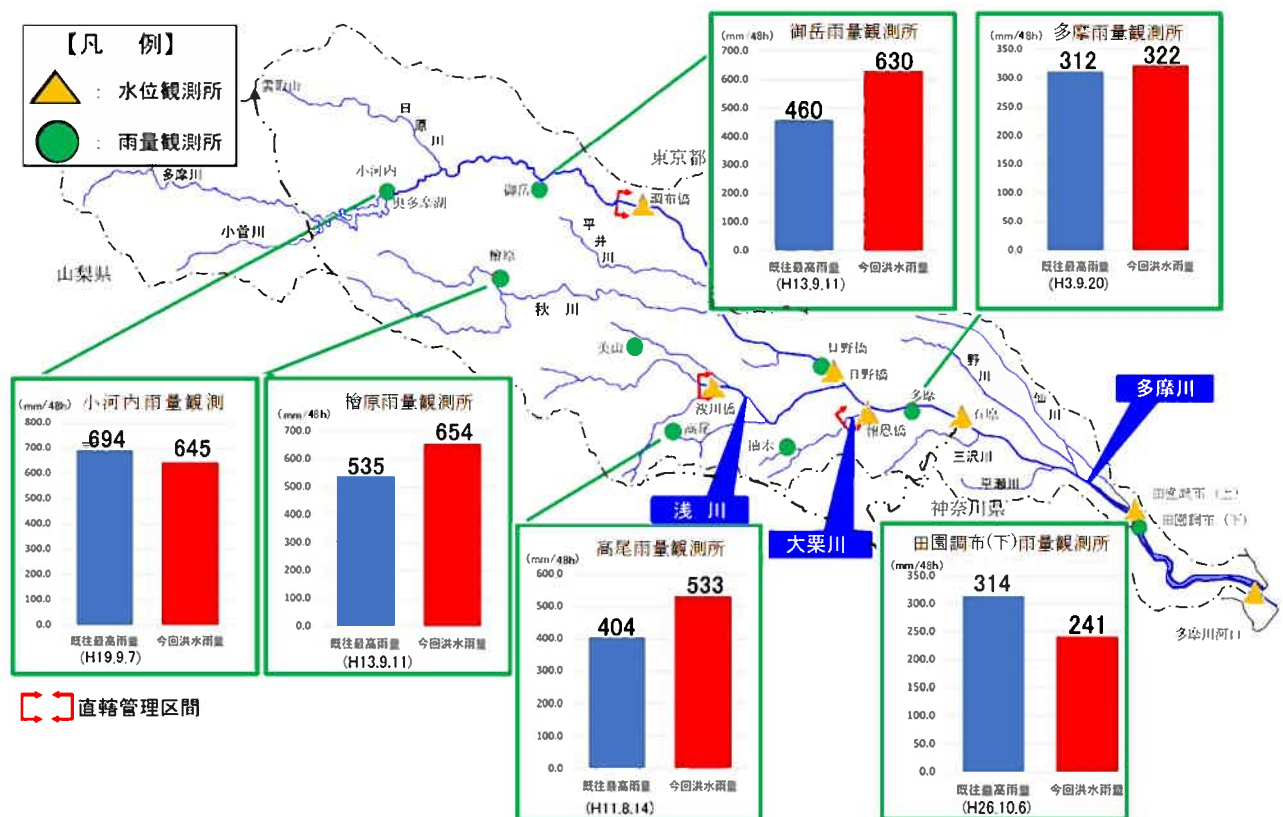 【凡　例】
： 水位観測所
： 雨量観測所
雲取山
日原川
多摩川
小河内
奥多摩湖
小菅川
山梨県
御岳
東京都
調布橋
平井川
檜原
秋　川
美山
日野橋
日野橋
浅川橋
高尾
柚木
報恩橋
多摩
石原
野川
仙川
三沢川
平瀬川
神奈川県
多摩川
浅　川
大栗川
田園調布（上）
田園調布（下）
多摩川河口
御岳雨量観測所
(mm/48h)
700.0
600.0
500.0
400.0
300.0
200.0
100.0
0.0
460
630
既往最高雨量 今回洪水雨量
(H13,9,11)
多摩雨量観測所
(mm/48h)
350.0
300.0
250.0
200.0
150.0
100.0
50.0
0.0
312
322
既往最高雨量 今回洪水雨量
(H3.9.20)
小河内雨量観測
(mm/48h)
800.0
700.0
600.0
500.0
400.0
300.0
200.0
100.0
0.0
694
645
既往最高雨量 今回洪水雨量
(H19.9.7)
檜原雨量観測所
(mm/48h)
700.0
600.0
500.0
400.0
300.0
200.0
100.0
0.0
535
654
既往最高雨量 今回洪水雨量
(H13.9.11)
高尾雨量観測所
(mm/48h)
600.0
500.0
400.0
300.0
200.0
100.0
0.0
404
533
既往最高雨量 今回洪水雨量
(H11.8.14)
田園調布(下)雨量観測所
(mm/48h)
350.0
300.0
250.0
200.0
150.0
100.0
50.0
0.0
314
241
既往最高雨量 今回洪水雨量
(H26.10.6)
直轄管理区間